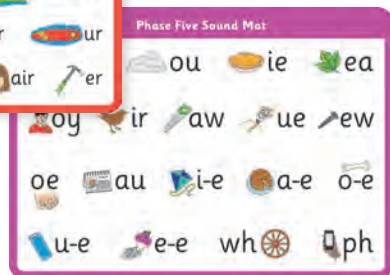 ur
air er
Phase Five Sound Mat
ou ie ea
oy ir aw ue ew
oe au i-e a-e o-e
u-e e-e wh ph